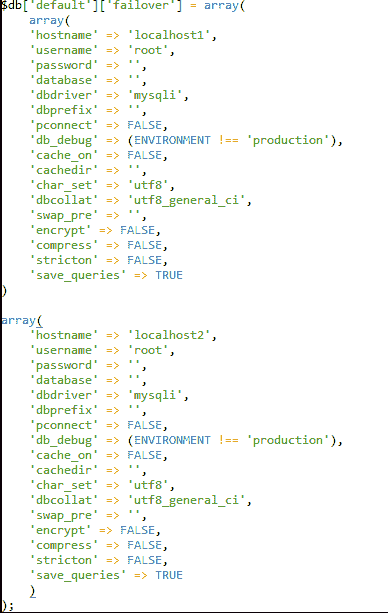 $db['default']['failover'] = array(
    array(
    'hostname' => 'localhost1',
    'username' => 'root',
    'password' => '',
    'database' => '',
    'dbdriver' => 'mysqli',
    'dbprefix' => '',
    'pconnect' => FALSE,
    'db_debug' => (ENVIRONMENT !== 'production'),
    'cache_on' => FALSE,
    'cachedir' => '',
    'char_set' => 'utf8',
    'dbcollat' => 'utf8_general_ci',
    'swap_pre' => '',
    'encrypt' => FALSE,
    'compress' => FALSE,
    'stricton' => FALSE,
    'save_queries' => TRUE
)
array(
    'hostname' => 'localhost2',
    'username' => 'root',
    'password' => '',
    'database' => '',
    'dbdriver' => 'mysqli',
    'dbprefix' => '',
    'pconnect' => FALSE,
    'db_debug' => (ENVIRONMENT !== 'production'),
    'cache_on' => FALSE,
    'cachedir' => '',
    'char_set' => 'utf8',
    'dbcollat' => 'utf8_general_ci',
    'swap_pre' => '',
    'encrypt' => FALSE,
    'compress' => FALSE,
    'stricton' => FALSE,
    'save_queries' => TRUE
    )
);